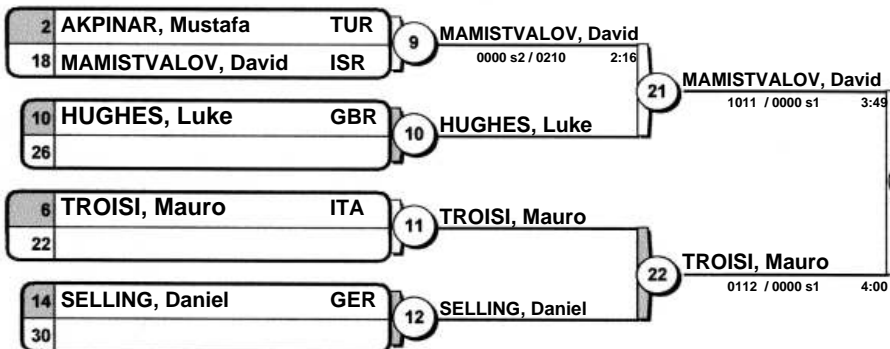 2 AKPINAR, Mustafa TUR
18 MAMISTVALOV, David ISR
9
MAMISTVALOV, David
0000 s2 / 0210 2:16
10 HUGHES, Luke GBR
26
10
HUGHES, Luke
21
MAMISTVALOV, David
1011 / 0000 s1 3:49
6 TROISI, Mauro ITA
22
11
TROISI, Mauro
14 SELLING, Daniel GER
30
12
SELLING, Daniel
22
TROISI, Mauro
0112 / 0000 s1 4:00